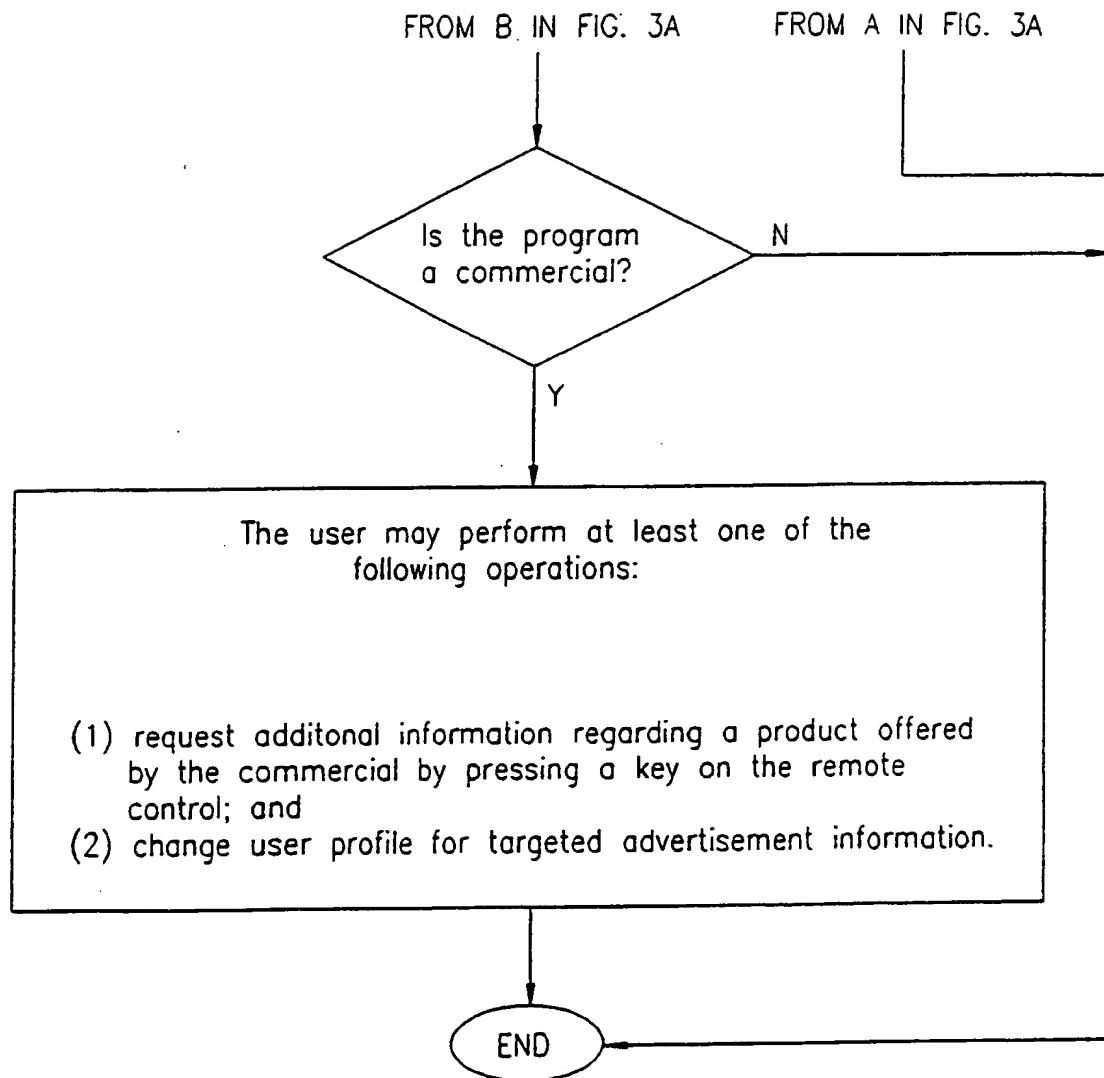 FROM B IN FIG. 3A
FROM A IN FIG. 3A
Is the program
a commercial?
N
Y
The user may perform at least one of the
following operations:
(1) request additonal information regarding a product offered
by the commercial by pressing a key on the remote
control; and
(2) change user profile for targeted advertisement information.
END